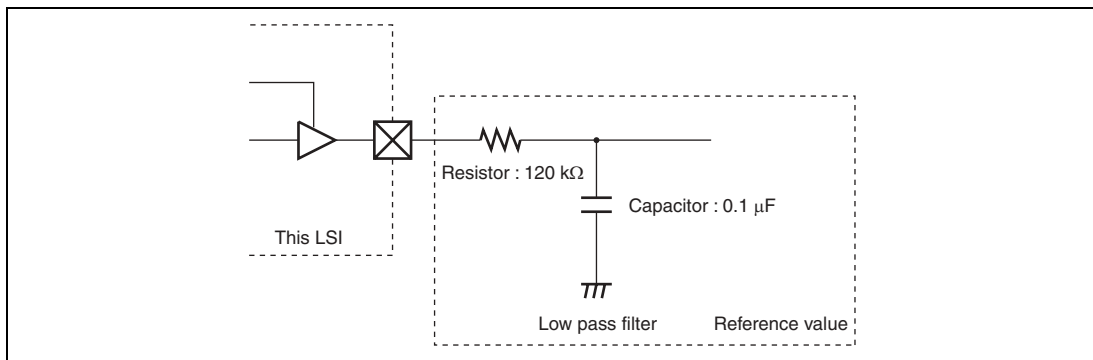 Resistor : 120 kΩ
Capacitor : 0.1 μF
This LSI
Low pass filter
Reference value